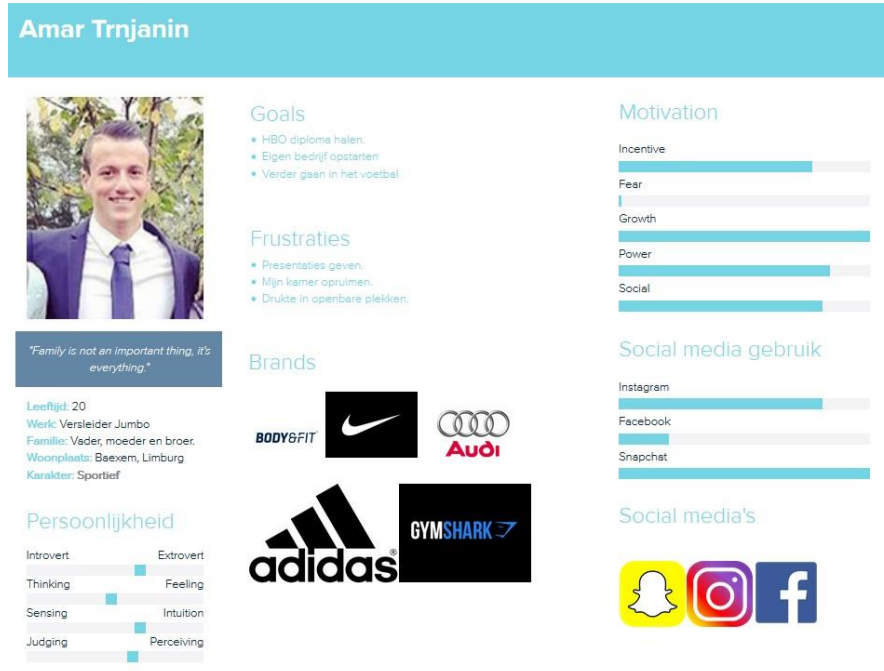 Amar Trnjanin
"Family is not an important thing, it's
everything."
Leeftijd: 20
Werk: Versleider Jumbo
Familie: Vader, moeder en broer.
Woonplaats: Baexem, Limburg
Karakter: Sportief
Persoonlijkheid
Introvert Extrovert
Thinking Feeling
Sensing Intuition
Judging Perceiving
Goals
HBO diploma halen.
Eigen bedrijf opstarten
Verder gaan in het voetbal
Frustraties
Presentaties geven.
Mijn kamer opruimen.
Drukte in openbare plekken.
Brands
BODY&FIT
Audi
adidas®
GYMSHARK
Motivation
Incentive
Fear
Growth
Power
Social
Social media gebruik
Instagram
Facebook
Snapchat
Social media's
f